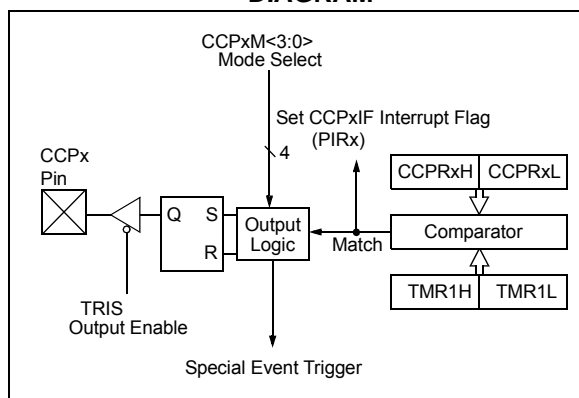 DIAGRAM
CCPxM<3:0>
Mode Select
Set CCPxIF Interrupt Flag
(PIRx)
4
CCPx
Pin
CCPRxH CCPRxL
Q S
R
Output
Logic
Match
Comparator
TMR1H TMR1L
TRIS
Output Enable
Special Event Trigger